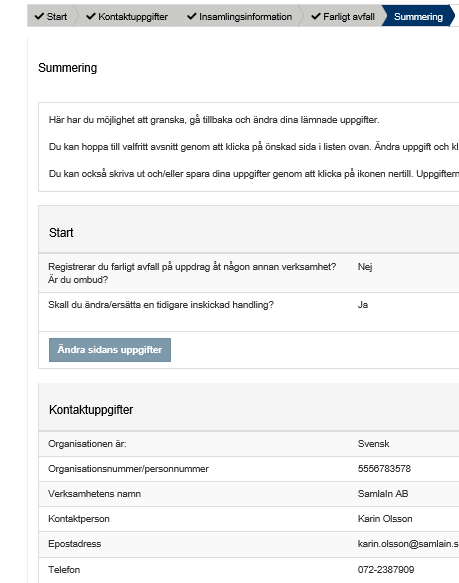 Start Kontaktuppgifter Insamlingsinformation Farligt avfall Summering
Summering
Här har du möjlighet att granska, gå tillbaka och ändra dina lämnade uppgifter.
Du kan hoppa till valfritt avsnitt genom att klicka på önskad sida i listen ovan. Ändra uppgift och kl
Du kan också skriva ut och/eller spara dina uppgifter genom att klicka på ikonen nertill. Uppgiftern
Start
Registrerar du farligt avfall på uppdrag åt någon annan verksamhet? Nej
Är du ombud?
Skall du ändra/ersätta en tidigare inskickad handling? Ja
Ändra sidans uppgifter
Kontaktuppgifter
Organisationen är: Svensk
Organisationsnummer/personnummer 5556783578
Verksamhetens namn SamlaIn AB
Kontaktperson Karin Olsson
Epostadress karin.olsson@samlain.s
Telefon 072-2387909